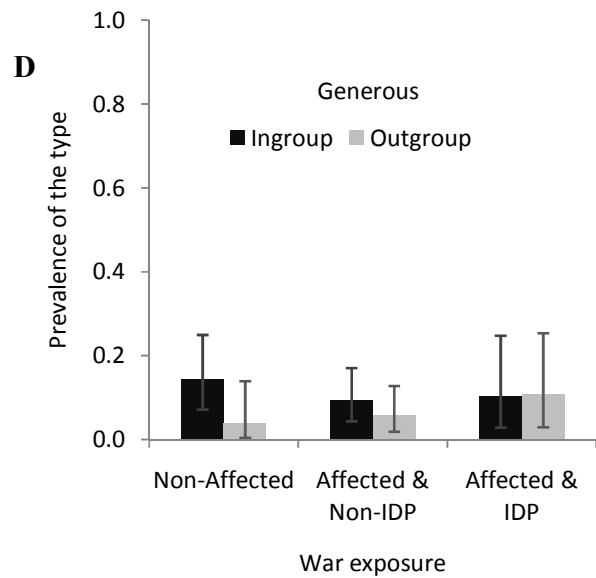 D
Prevalence of the type
1.0
0.8
0.6
0.4
0.2
0.0
Generous
Ingroup Outgroup
Non-Affected Affected & Affected &
Non-IDP IDP
War exposure